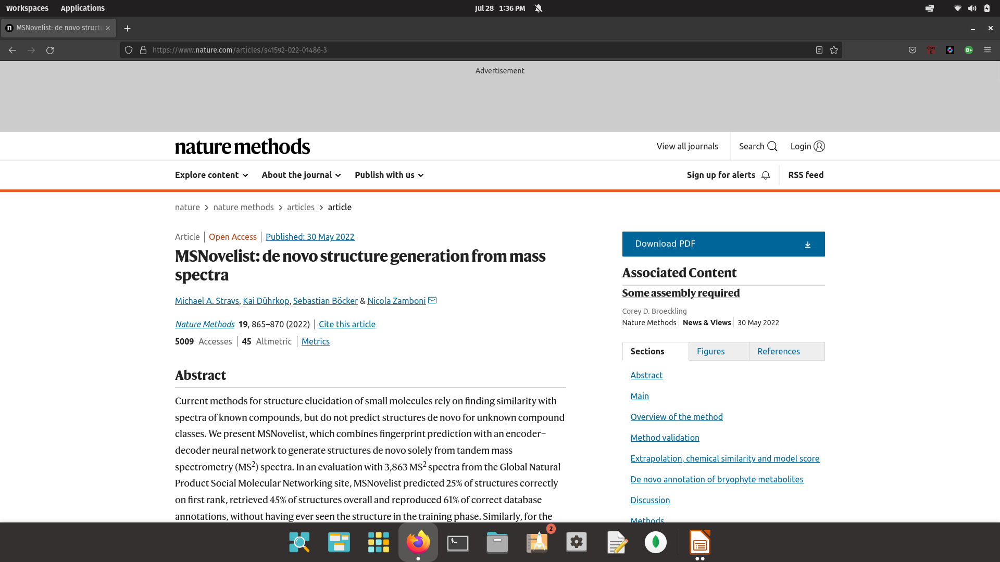 Workspaces Applications Jul 28 1:36 PM
n MSNovelist: de novo structu
https://www.nature.com/articles/s41592-022-01486-3
Advertisement
nature methods View all journals Search Login
Explore content About the journal Publish with us Sign up for alerts RSS feed
nature > nature methods > articles > article
Article | Open Access | Published: 30 May 2022
MSNovelist: de novo structure generation from mass
spectra
Michael A. Stravs, Kai Dührkop, Sebastian Böcker & Nicola Zamboni
Nature Methods 19, 865–870 (2022) | Cite this article
5009 Accesses | 45 Altmetric | Metrics
Abstract
Current methods for structure elucidation of small molecules rely on finding similarity with
spectra of known compounds, but do not predict structures de novo for unknown compound
classes. We present MSNovelist, which combines fingerprint prediction with an encoder–
decoder neural network to generate structures de novo solely from tandem mass
spectrometry (MS²) spectra. In an evaluation with 3,863 MS² spectra from the Global Natural
Product Social Molecular Networking site, MSNovelist predicted 25% of structures correctly
on first rank, retrieved 45% of structures overall and reproduced 61% of correct database
annotations, without having ever seen the structure in the training phase. Similarly, for the
Download PDF
Associated Content
Some assembly required
Corey D. Broeckling
Nature Methods | News & Views | 30 May 2022
Sections Figures References
Abstract
Main
Overview of the method
Method validation
Extrapolation, chemical similarity and model score
De novo annotation of bryophyte metabolites
Discussion
Methods
2